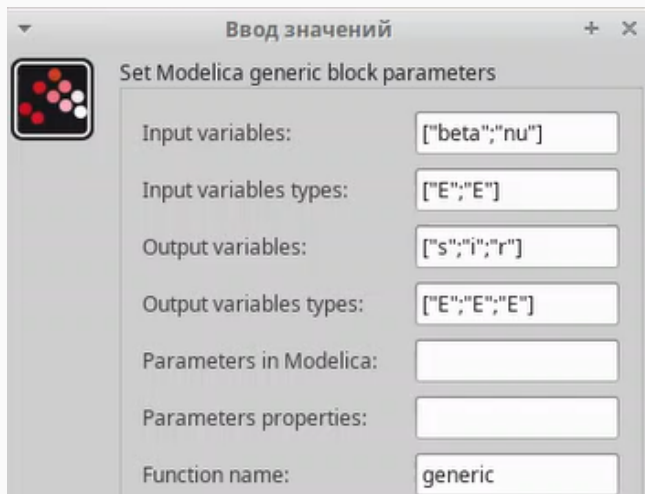 Ввод значений
Set Modelica generic block parameters
Input variables: ["beta";"nu"]
Input variables types: ["E";"E"]
Output variables: ["s";"i";"r"]
Output variables types: ["E";"E";"E"]
Parameters in Modelica:
Parameters properties:
Function name: generic